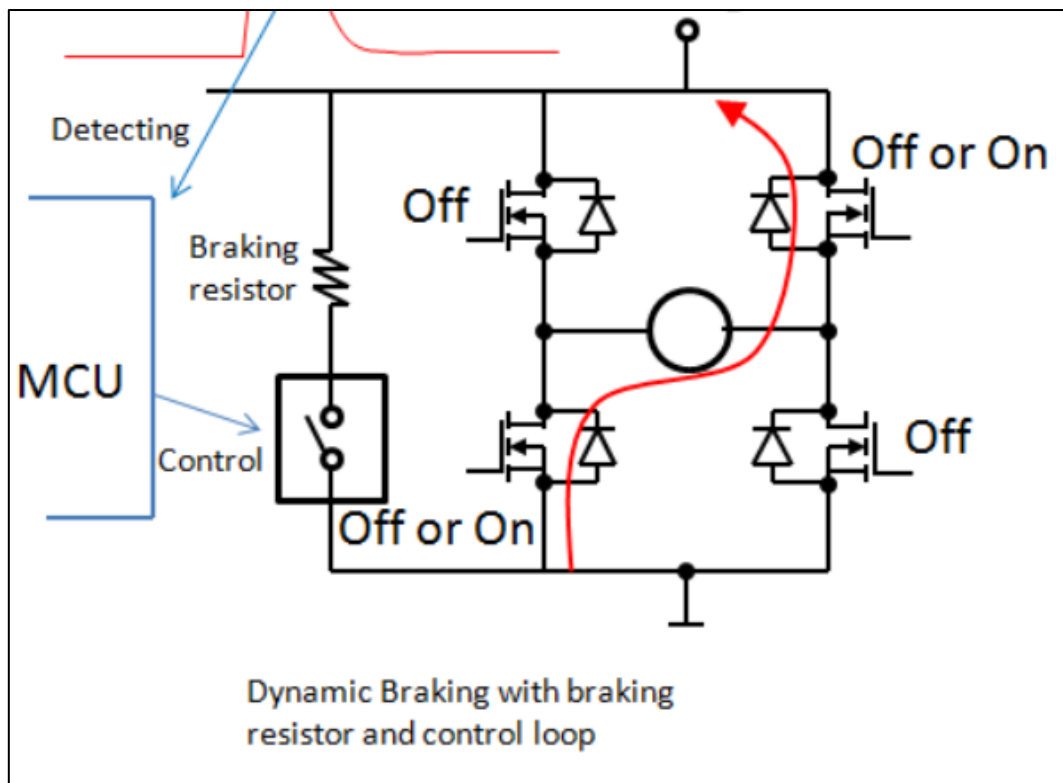 Detecting
Off or On
Off
Braking
resistor
MCU
Control
Off
Off or On
Dynamic Braking with braking
resistor and control loop